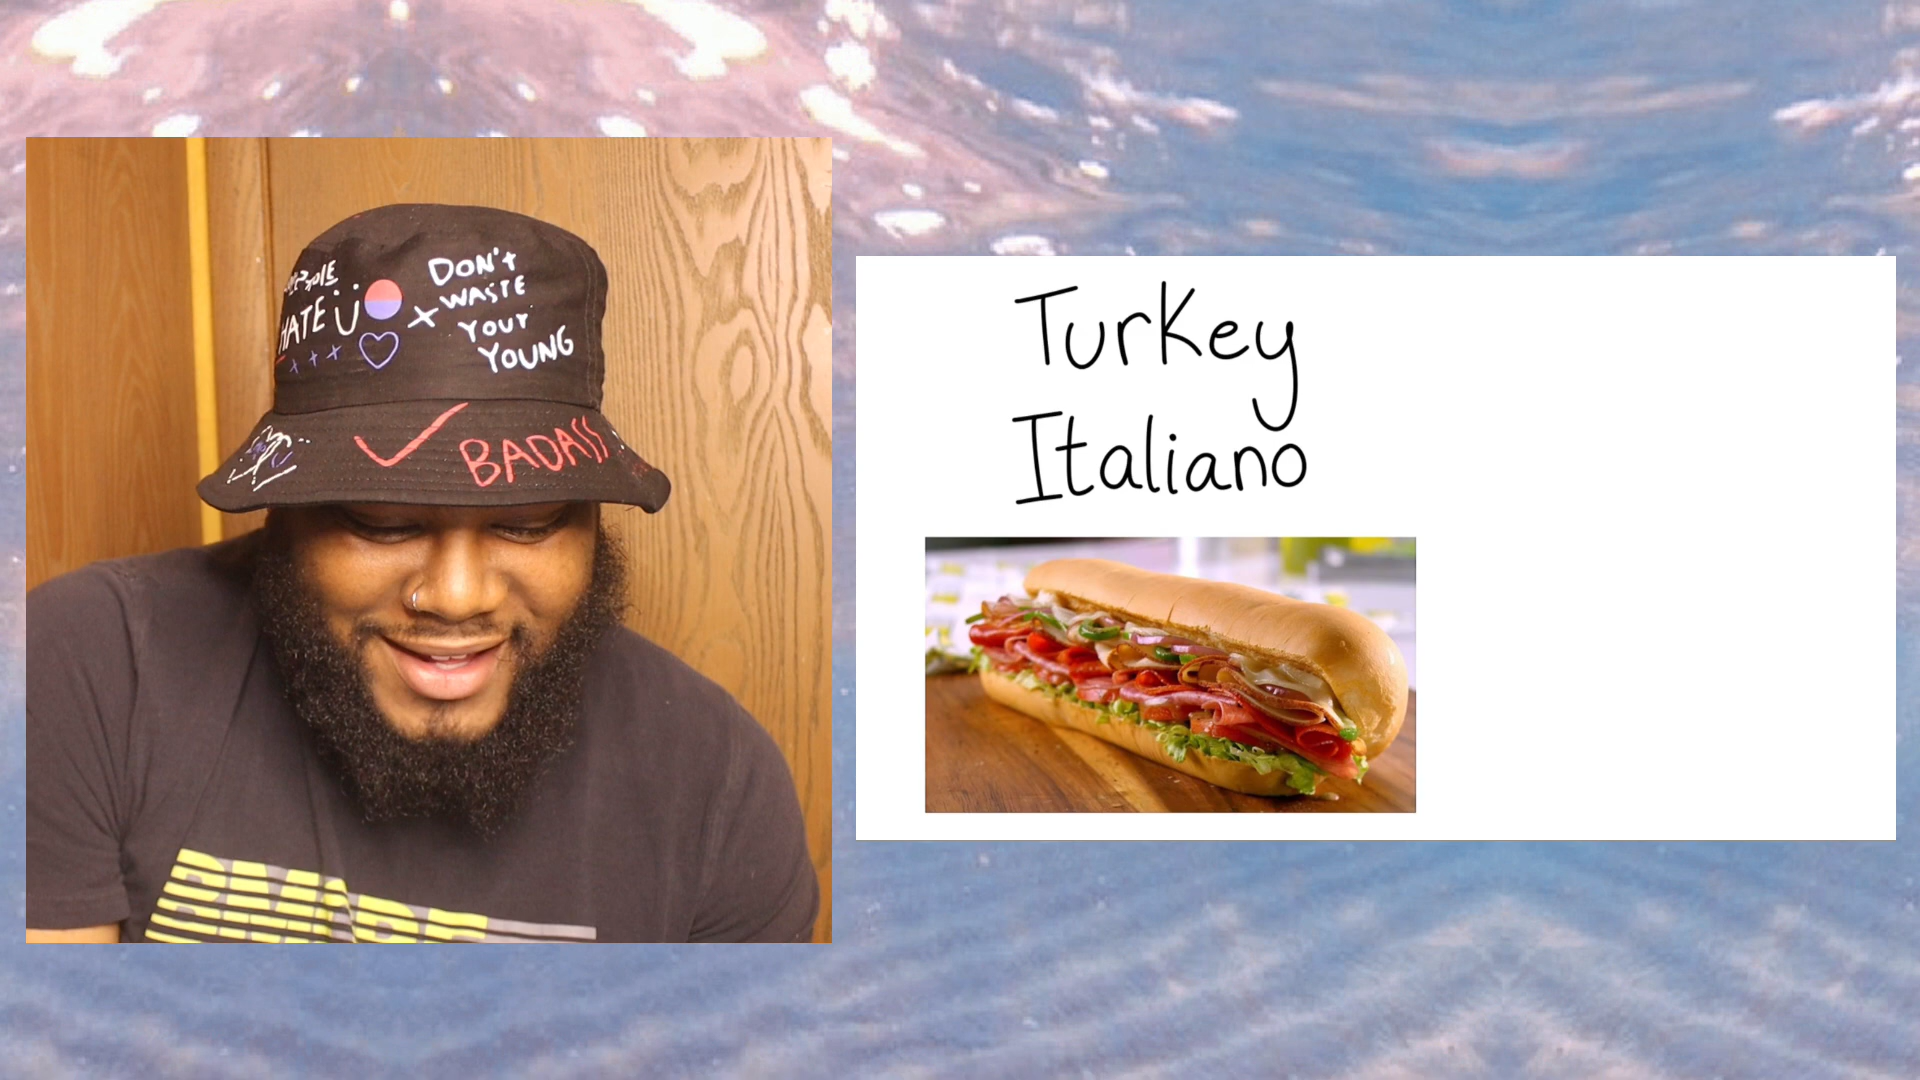 HATE Ü
+ + +
DON't
WASTE
YOUr
YOUNG
BADASS
Turkey
Italiano